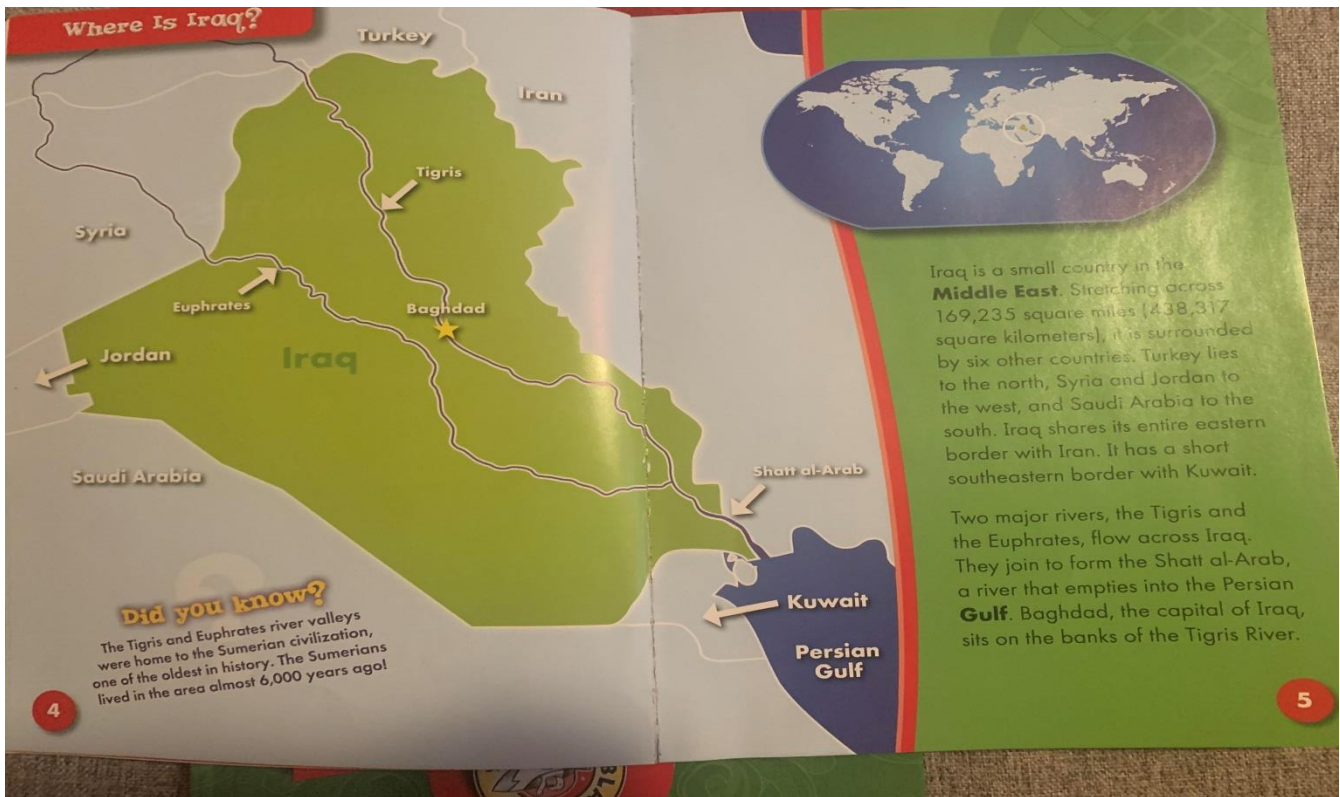 Where Is Iraq?
Turkey
Iran
Tigris
Syria
Euphrates
Baghdad
Jordan
Iraq
Saudi Arabia
Shatt al-Arab
Kuwait
Persian
Gulf
Did you know?
The Tigris and Euphrates river valleys
were home to the Sumerian civilization,
one of the oldest in history. The Sumerians
lived in the area almost 6,000 years ago!
4
Iraq is a small country in the
Middle East. Stretching across
169,235 square miles (438,317
square kilometers), it is surrounded
by six other countries. Turkey lies
to the north, Syria and Jordan to
the west, and Saudi Arabia to the
south. Iraq shares its entire eastern
border with Iran. It has a short
southeastern border with Kuwait.
Two major rivers, the Tigris and
the Euphrates, flow across Iraq.
They join to form the Shatt al-Arab,
a river that empties into the Persian
Gulf. Baghdad, the capital of Iraq,
sits on the banks of the Tigris River.
5